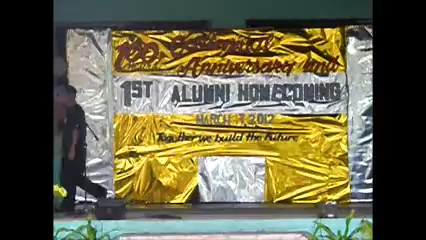 Anniversary and
1ST ALUMNI HOMECOMING
MARCH 3, 2012
Together we build the future